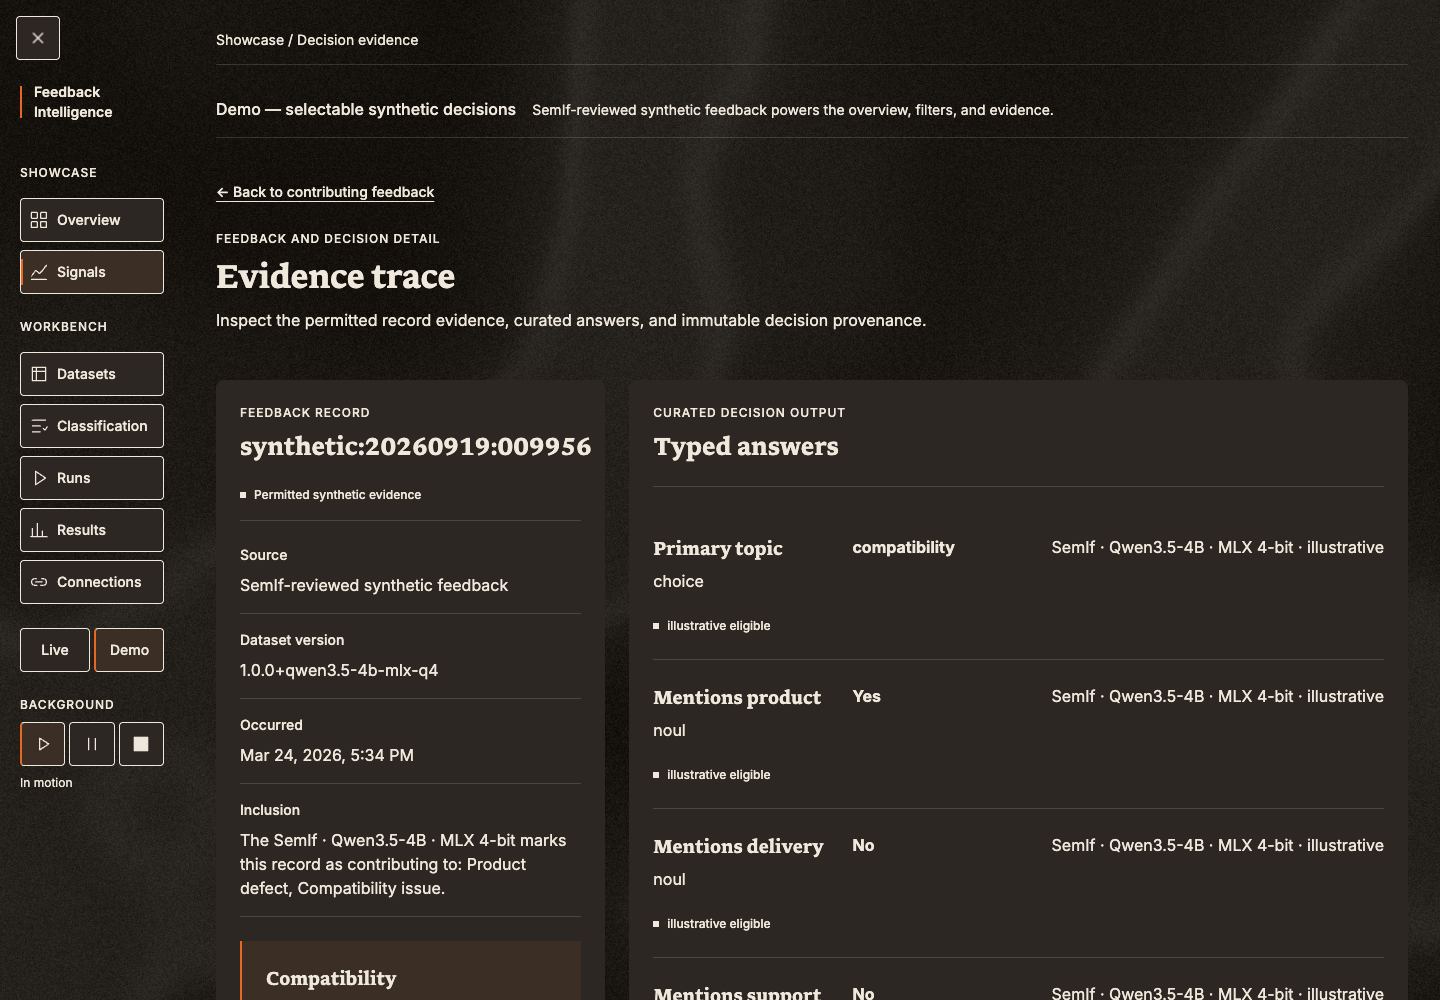 Feedback
Intelligence
SHOWCASE
Overview
Signals
WORKBENCH
Datasets
Classification
Runs
Results
Connections
Live
Demo
BACKGROUND
In motion
Showcase / Decision evidence
Demo — selectable synthetic decisions
SemIf-reviewed synthetic feedback powers the overview, filters, and evidence.
← Back to contributing feedback
FEEDBACK AND DECISION DETAIL
Evidence trace
Inspect the permitted record evidence, curated answers, and immutable decision provenance.
FEEDBACK RECORD
synthetic:20260919:009956
Permitted synthetic evidence
Source
SemIf-reviewed synthetic feedback
Dataset version
1.0.0+qwen3.5-4b-mlx-q4
Occurred
Mar 24, 2026, 5:34 PM
Inclusion
The SemIf · Qwen3.5-4B · MLX 4-bit marks
this record as contributing to: Product
defect, Compatibility issue.
Compatibility
CURATED DECISION OUTPUT
Typed answers
Primary topic
choice
illustrative eligible
compatibility
SemIf · Qwen3.5-4B · MLX 4-bit · illustrative
Mentions product
noul
illustrative eligible
Yes
SemIf · Qwen3.5-4B · MLX 4-bit · illustrative
Mentions delivery
noul
illustrative eligible
No
SemIf · Qwen3.5-4B · MLX 4-bit · illustrative
Mentions support
No
SemIf · Qwen3.5-4B · MLX 4-bit · illustrative